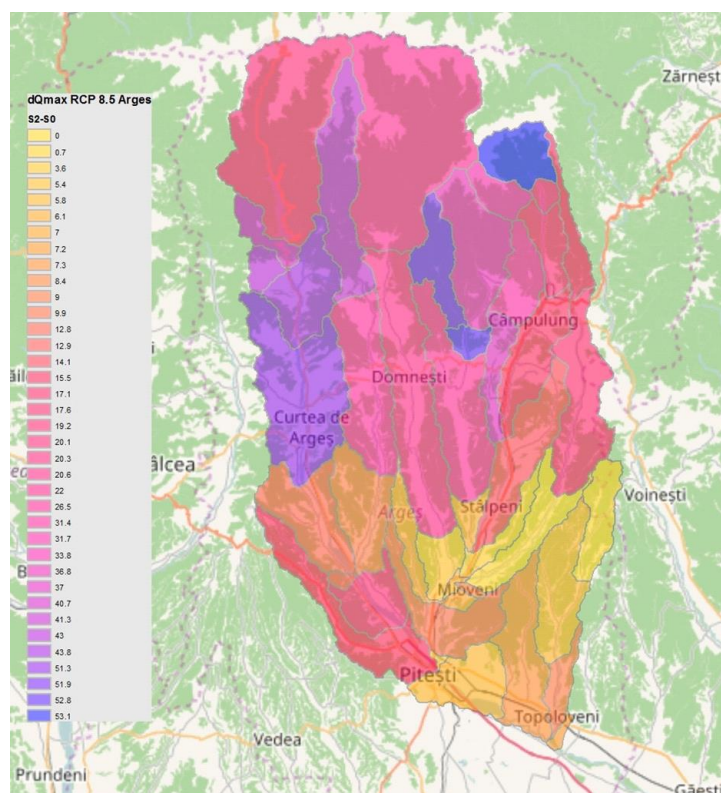 Zărnești
dQmax RCP 8.5 Arges
S2-S0
0
0.7
3.6
5.4
5.8
6.1
7
7.2
7.3
8.4
9
9.9
12.8
12.9
14.1
15.5
17.1
17.6
19.2
20.1
20.3
20.6
22
26.5
31.4
31.7
33.8
36.8
37
40.7
41.3
43
43.8
51.3
51.9
52.8
53.1
Câmpulung
Domnești
Curtea de
Argeș
âlcea
Voinești
Stâlpeni
Argeș
Mioveni
Pitești
Topoloveni
Vedea
Prundeni
Găești